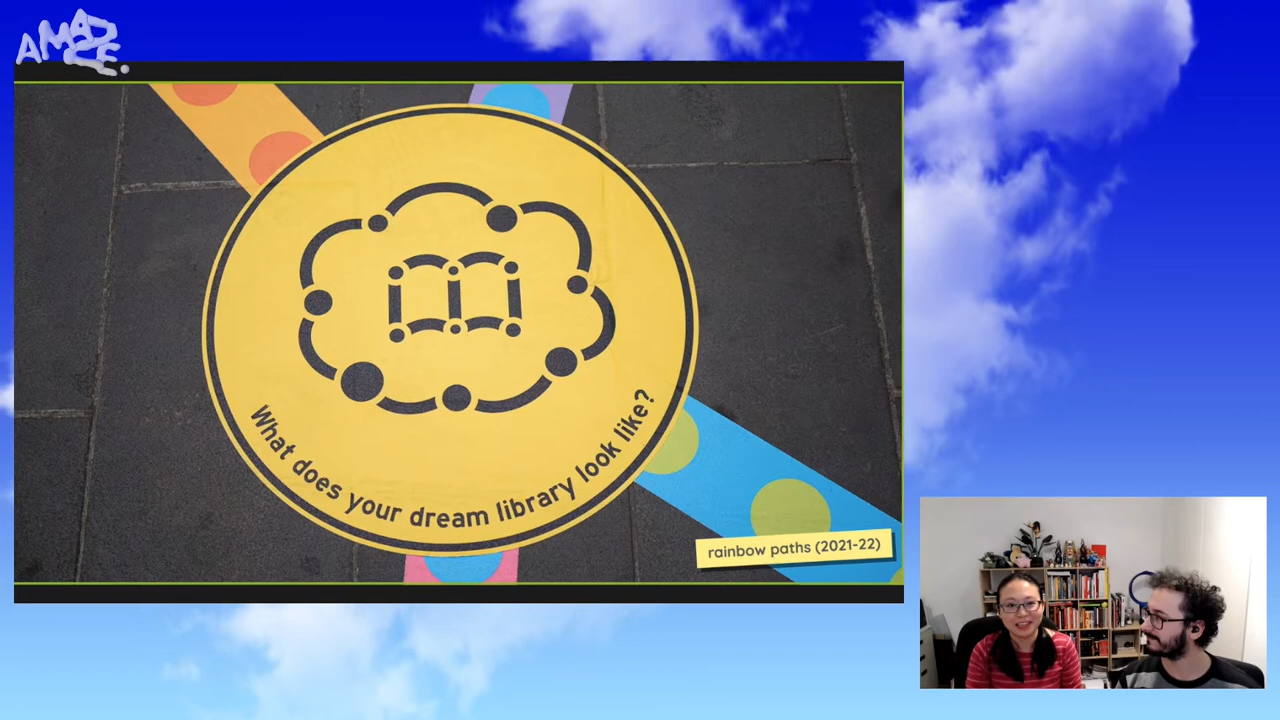 AMAZE.
What does your dream library look like?
rainbow paths (2021-22)